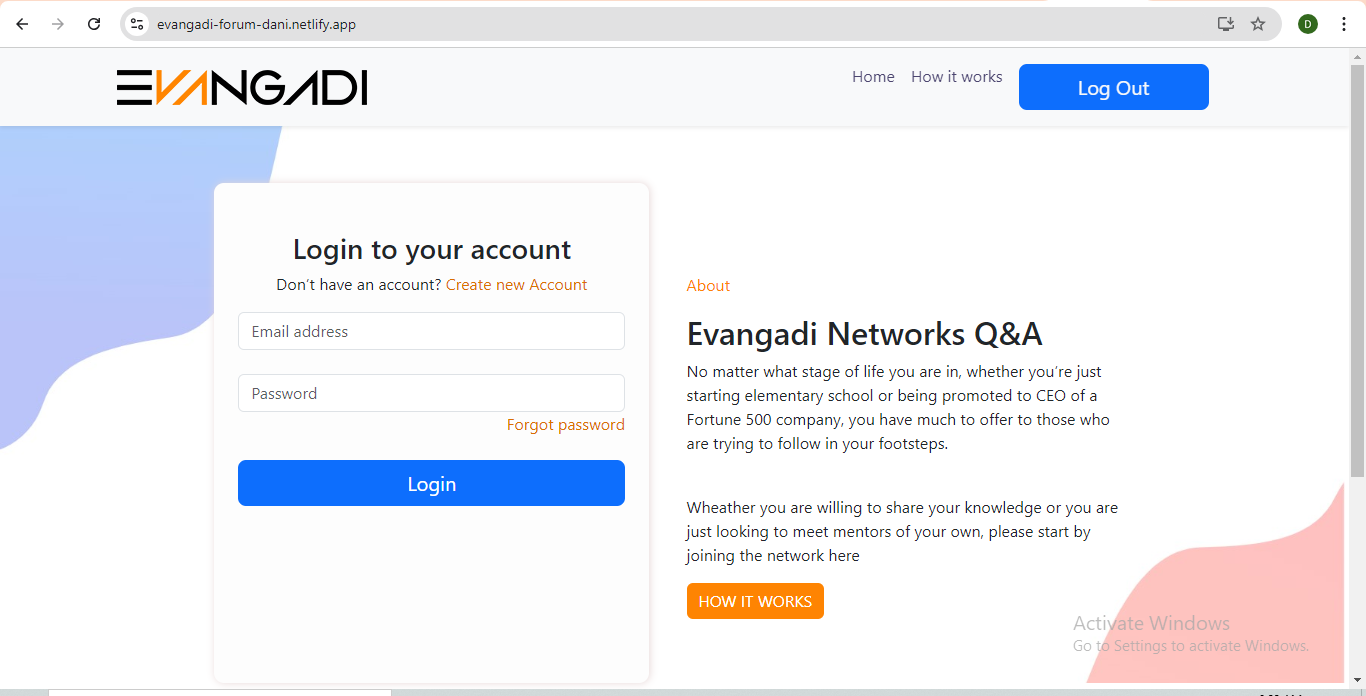 evangadi-forum-dani.netlify.app
D
EVANGADI
Home
How it works
Log Out
Login to your account
Don't have an account? Create new Account
Email address
Password
Forgot password
Login
About
Evangadi Networks Q&A
No matter what stage of life you are in, whether you're just
starting elementary school or being promoted to CEO of a
Fortune 500 company, you have much to offer to those who
are trying to follow in your footsteps.
Wheather you are willing to share your knowledge or you are
just looking to meet mentors of your own, please start by
joining the network here
HOW IT WORKS
Activate Windows
Go to Settings to activate Windows.